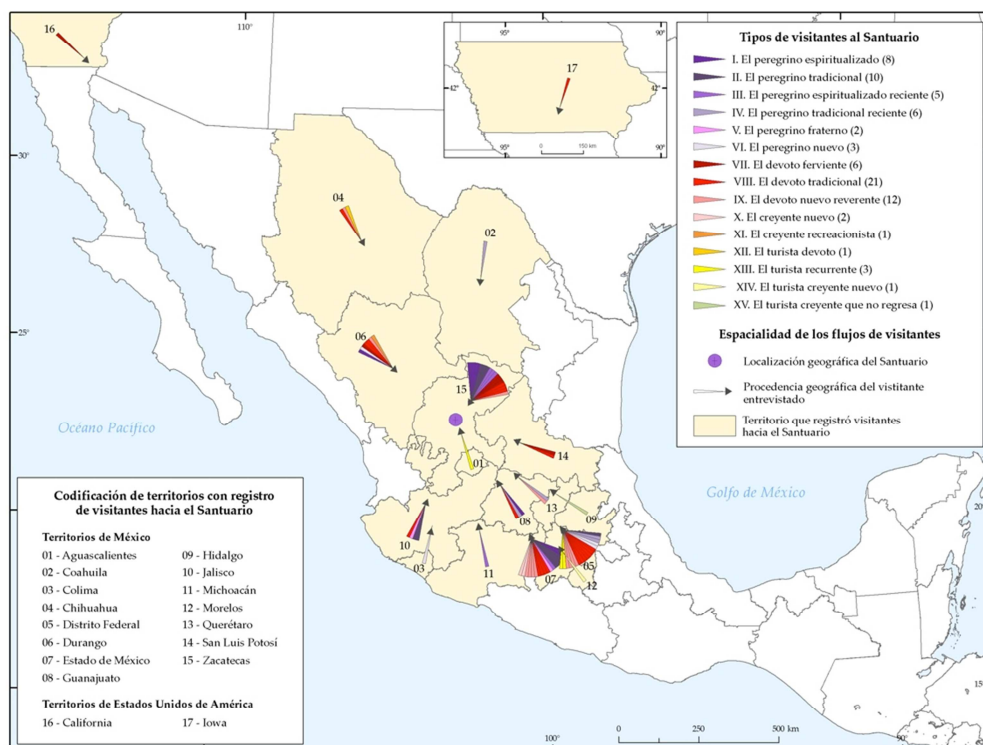 16
110°
95°
90°
17
42°
42°
95°
0
150 km
90°
Tipos de visitantes al Santuario
I. El peregrino espiritualizado (8)
II. El peregrino tradicional (10)
III. El peregrino espiritualizado reciente (5)
IV. El peregrino tradicional reciente (6)
V. El peregrino fraterno (2)
VI. El peregrino nuevo (3)
VII. El devoto ferviente (6)
VIII. El devoto tradicional (21)
IX. El devoto nuevo reverente (12)
X. El creyente nuevo (2)
XI. El creyente recreacionista (1)
XII. El turista devoto (1)
XIII. El turista recurrente (3)
XIV. El turista creyente nuevo (1)
XV. El turista creyente que no regresa (1)
Espacialidad de los flujos de visitantes
Localización geográfica del Santuario
Procedencia geográfica del visitante
entrevistado
Territorio que registró visitantes
hacia el Santuario
30°
04
02
25°
06
15
Océano Pacífico
01
14
Golfo de México
13
09
08
10
03
11
07
05
12
Codificación de territorios con registro
de visitantes hacia el Santuario
Territorios de México
01 - Aguascalientes
09 - Hidalgo
02 - Coahuila
10 - Jalisco
03 - Colima
11 - Michoacán
04 - Chihuahua
12 - Morelos
05 - Distrito Federal
13 - Querétaro
06 - Durango
14 - San Luis Potosí
07 - Estado de México
15 - Zacatecas
08 - Guanajuato
Territorios de Estados Unidos de América
16 - California
17 - Iowa
100°
0
250
500 km
90°